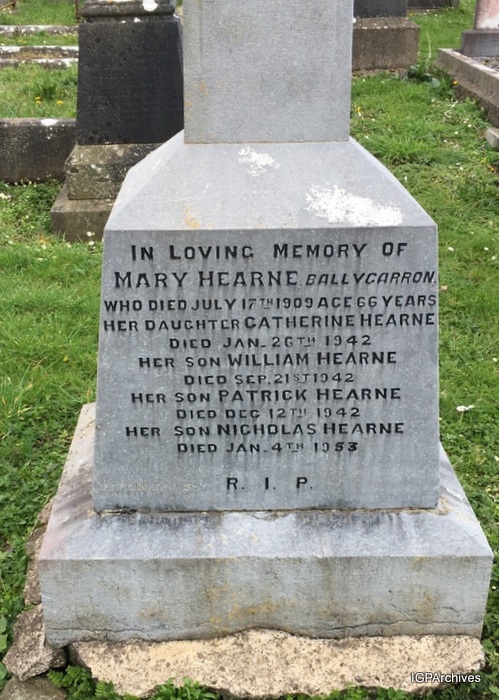 IN LOVING MEMORY OF
MARY HEARNE BALLYCARRON.
WHO DIED JULY 17TH 1909 AGE 66 YEARS
HER DAUGHTER CATHERINE HEARNE
DIED JAN. 26TH 1942
HER SON WILLIAM HEARNE
DIED SEP. 21ST 1942
HER SON PATRICK HEARNE
DIED DEC 12TH 1942
HER SON NICHOLAS HEARNE
DIED JAN. 4TH 1953
R. I. P.
IGPArchives